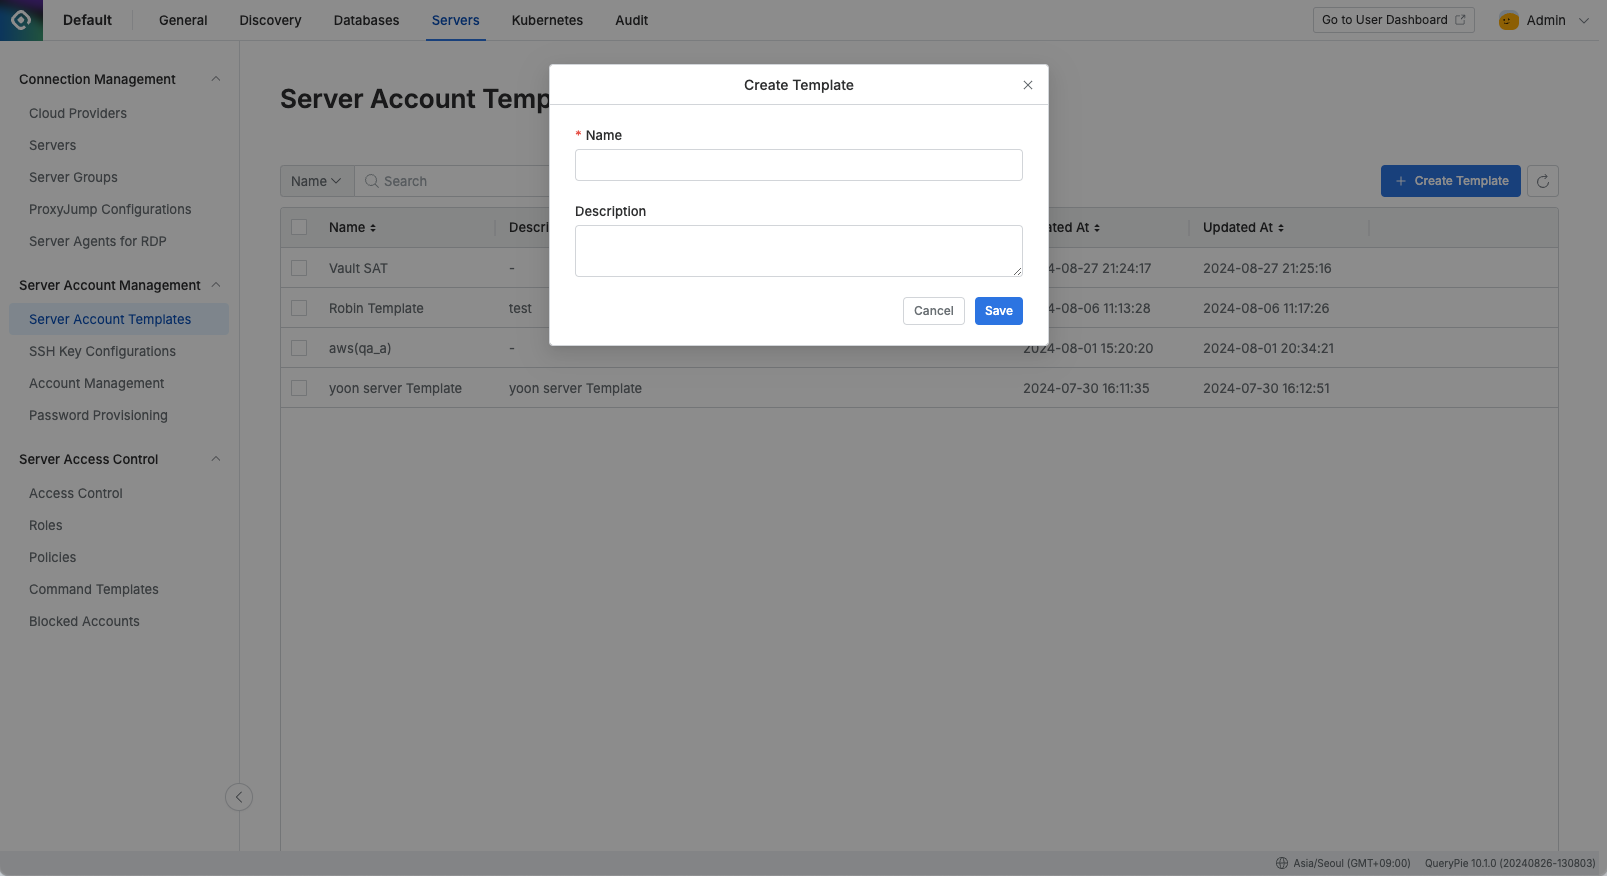 Default
General
Discovery
Databases
Servers
Kubernetes
Audit
Go to User Dashboard
Admin
Connection Management
Cloud Providers
Servers
Server Groups
ProxyJump Configurations
Server Agents for RDP
Server Account Management
Server Account Templates
SSH Key Configurations
Account Management
Password Provisioning
Server Access Control
Access Control
Roles
Policies
Command Templates
Blocked Accounts
Server Account Temp
Name
Search
+ Create Template
Name
Descri
ated At
Updated At
Vault SAT
-
4-08-27 21:24:17
2024-08-27 21:25:16
Robin Template
test
4-08-06 11:13:28
2024-08-06 11:17:26
aws(qa_a)
-
2024-08-01 15:20:20
2024-08-01 20:34:21
yoon server Template
yoon server Template
2024-07-30 16:11:35
2024-07-30 16:12:51
Create Template
* Name
Description
Cancel
Save
Asia/Seoul (GMT+09:00)
QueryPie 10.1.0 (20240826-130803)